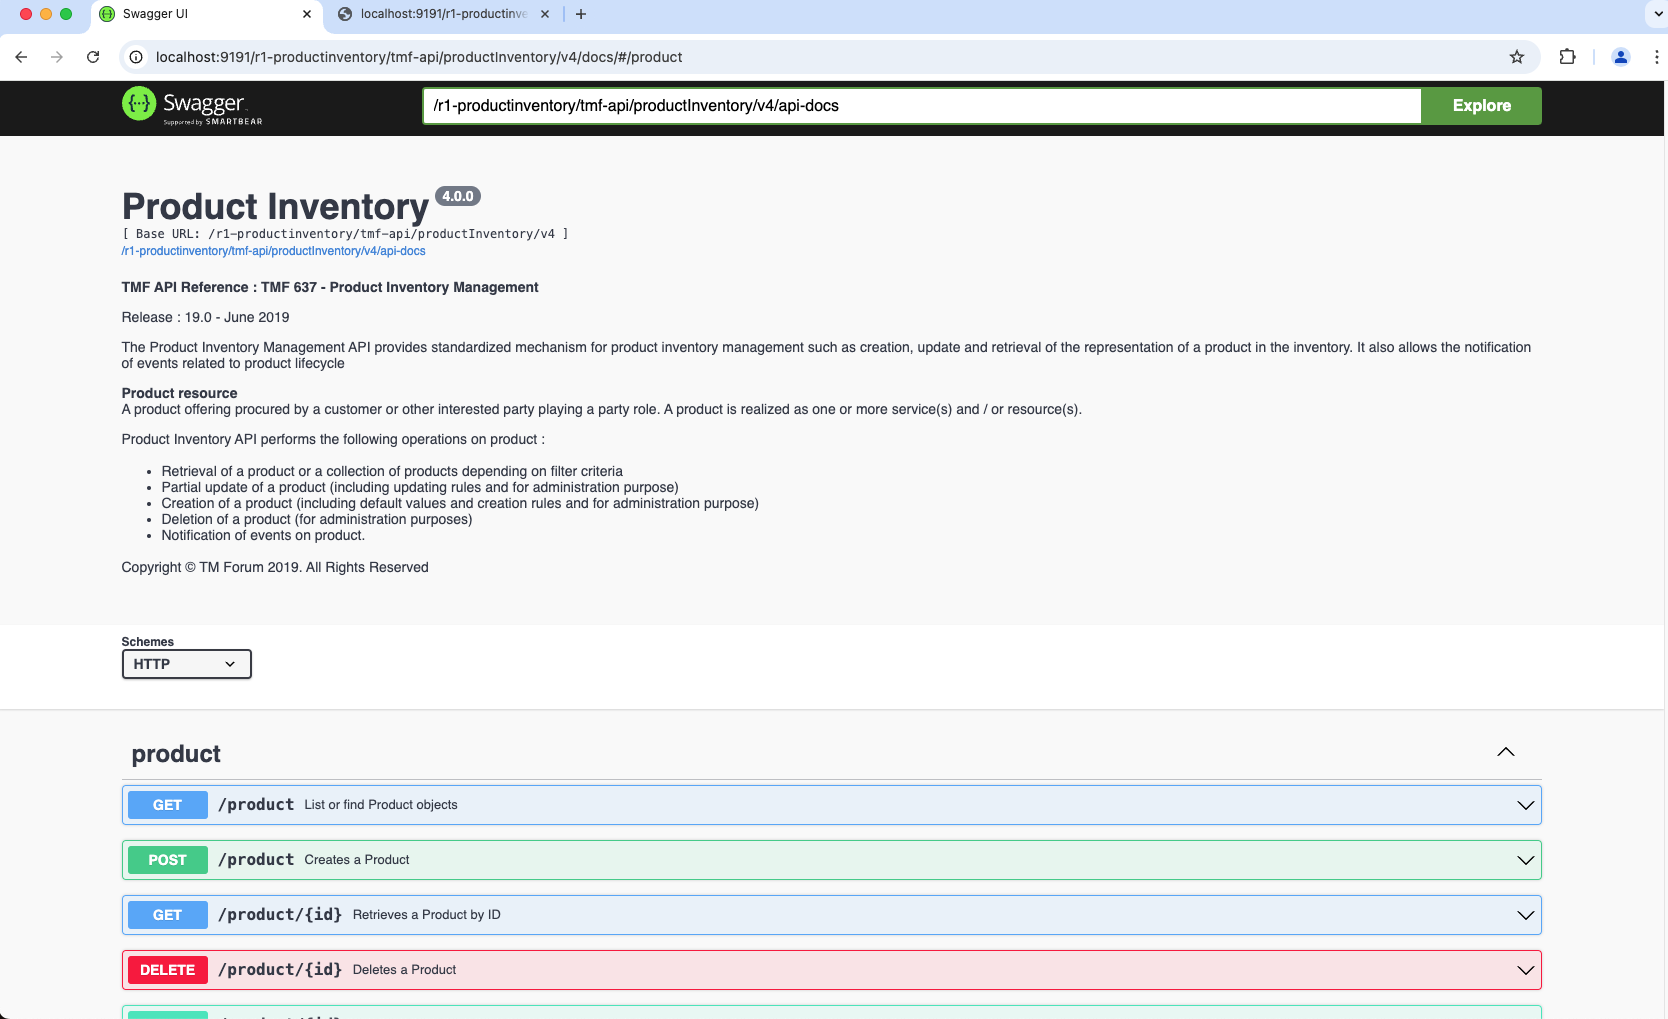 Swagger UI
localhost:9191/r1-productinve
localhost:9191/r1-productinventory/tmf-api/productInventory/v4/docs/#/product
Swagger
Supported by SMARTBEAR
/r1-productinventory/tmf-api/productInventory/v4/api-docs
Explore
Product Inventory 4.0.0
[ Base URL: /r1-productinventory/tmf-api/productInventory/v4 ]
/r1-productinventory/tmf-api/productInventory/v4/api-docs
TMF API Reference : TMF 637 - Product Inventory Management
Release : 19.0 - June 2019
The Product Inventory Management API provides standardized mechanism for product inventory management such as creation, update and retrieval of the representation of a product in the inventory. It also allows the notification
of events related to product lifecycle
Product resource
A product offering procured by a customer or other interested party playing a party role. A product is realized as one or more service(s) and / or resource(s).
Product Inventory API performs the following operations on product :
• Retrieval of a product or a collection of products depending on filter criteria
• Partial update of a product (including updating rules and for administration purpose)
• Creation of a product (including default values and creation rules and for administration purpose)
• Deletion of a product (for administration purposes)
• Notification of events on product.
Copyright © TM Forum 2019. All Rights Reserved
Schemes
HTTP
product
GET /product List or find Product objects
POST /product Creates a Product
GET /product/{id} Retrieves a Product by ID
DELETE /product/{id} Deletes a Product